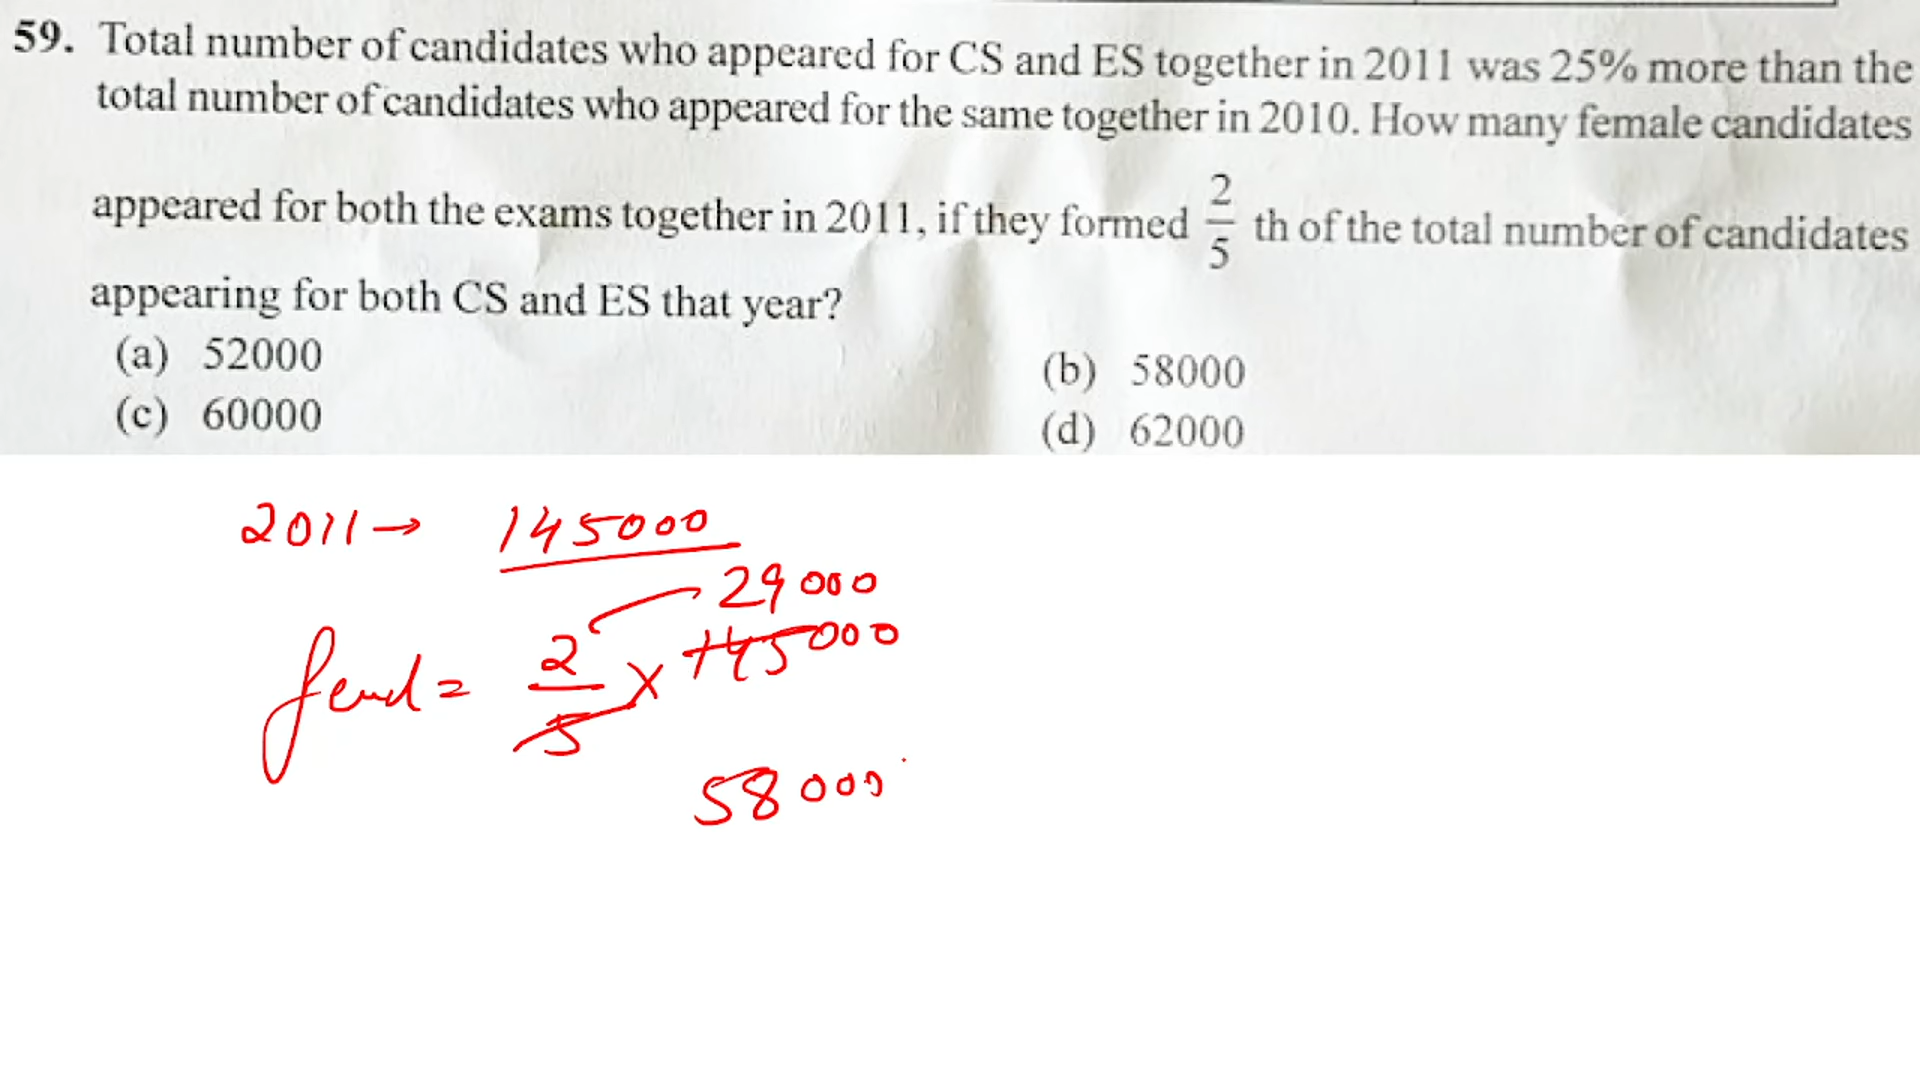 59. Total number of candidates who appeared for CS and ES together in 2011 was 25% more than the
total number of candidates who appeared for the same together in 2010. How many female candidates
appeared for both the exams together in 2011, if they formed 2/5 th of the total number of candidates
appearing for both CS and ES that year?
(a) 52000 (b) 58000
(c) 60000 (d) 62000
2011 → 145000
29000
= 2/5 × 145000
58000